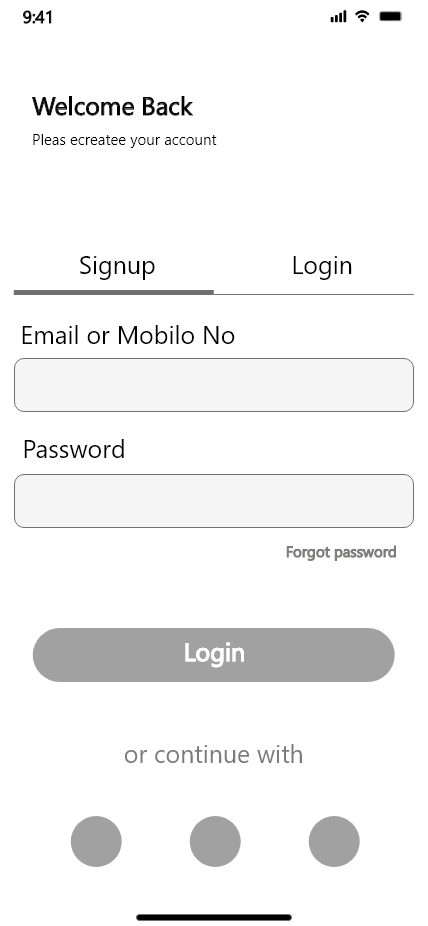 9:41
Welcome Back
Pleas ecreatee your account
Signup Login
Email or Mobilo No
Password
Forgot password
Login
or continue with